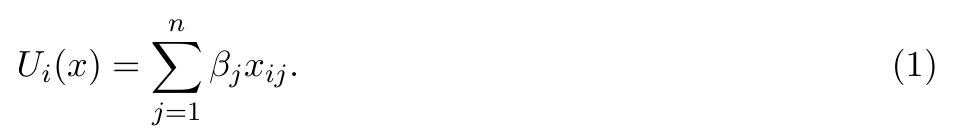 U_i(x) = \sum_{j=1}^{n} \beta_j x_{ij}. (1)